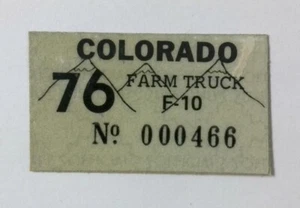 COLORADO
76 FARM TRUCK
F-10
No. 000466